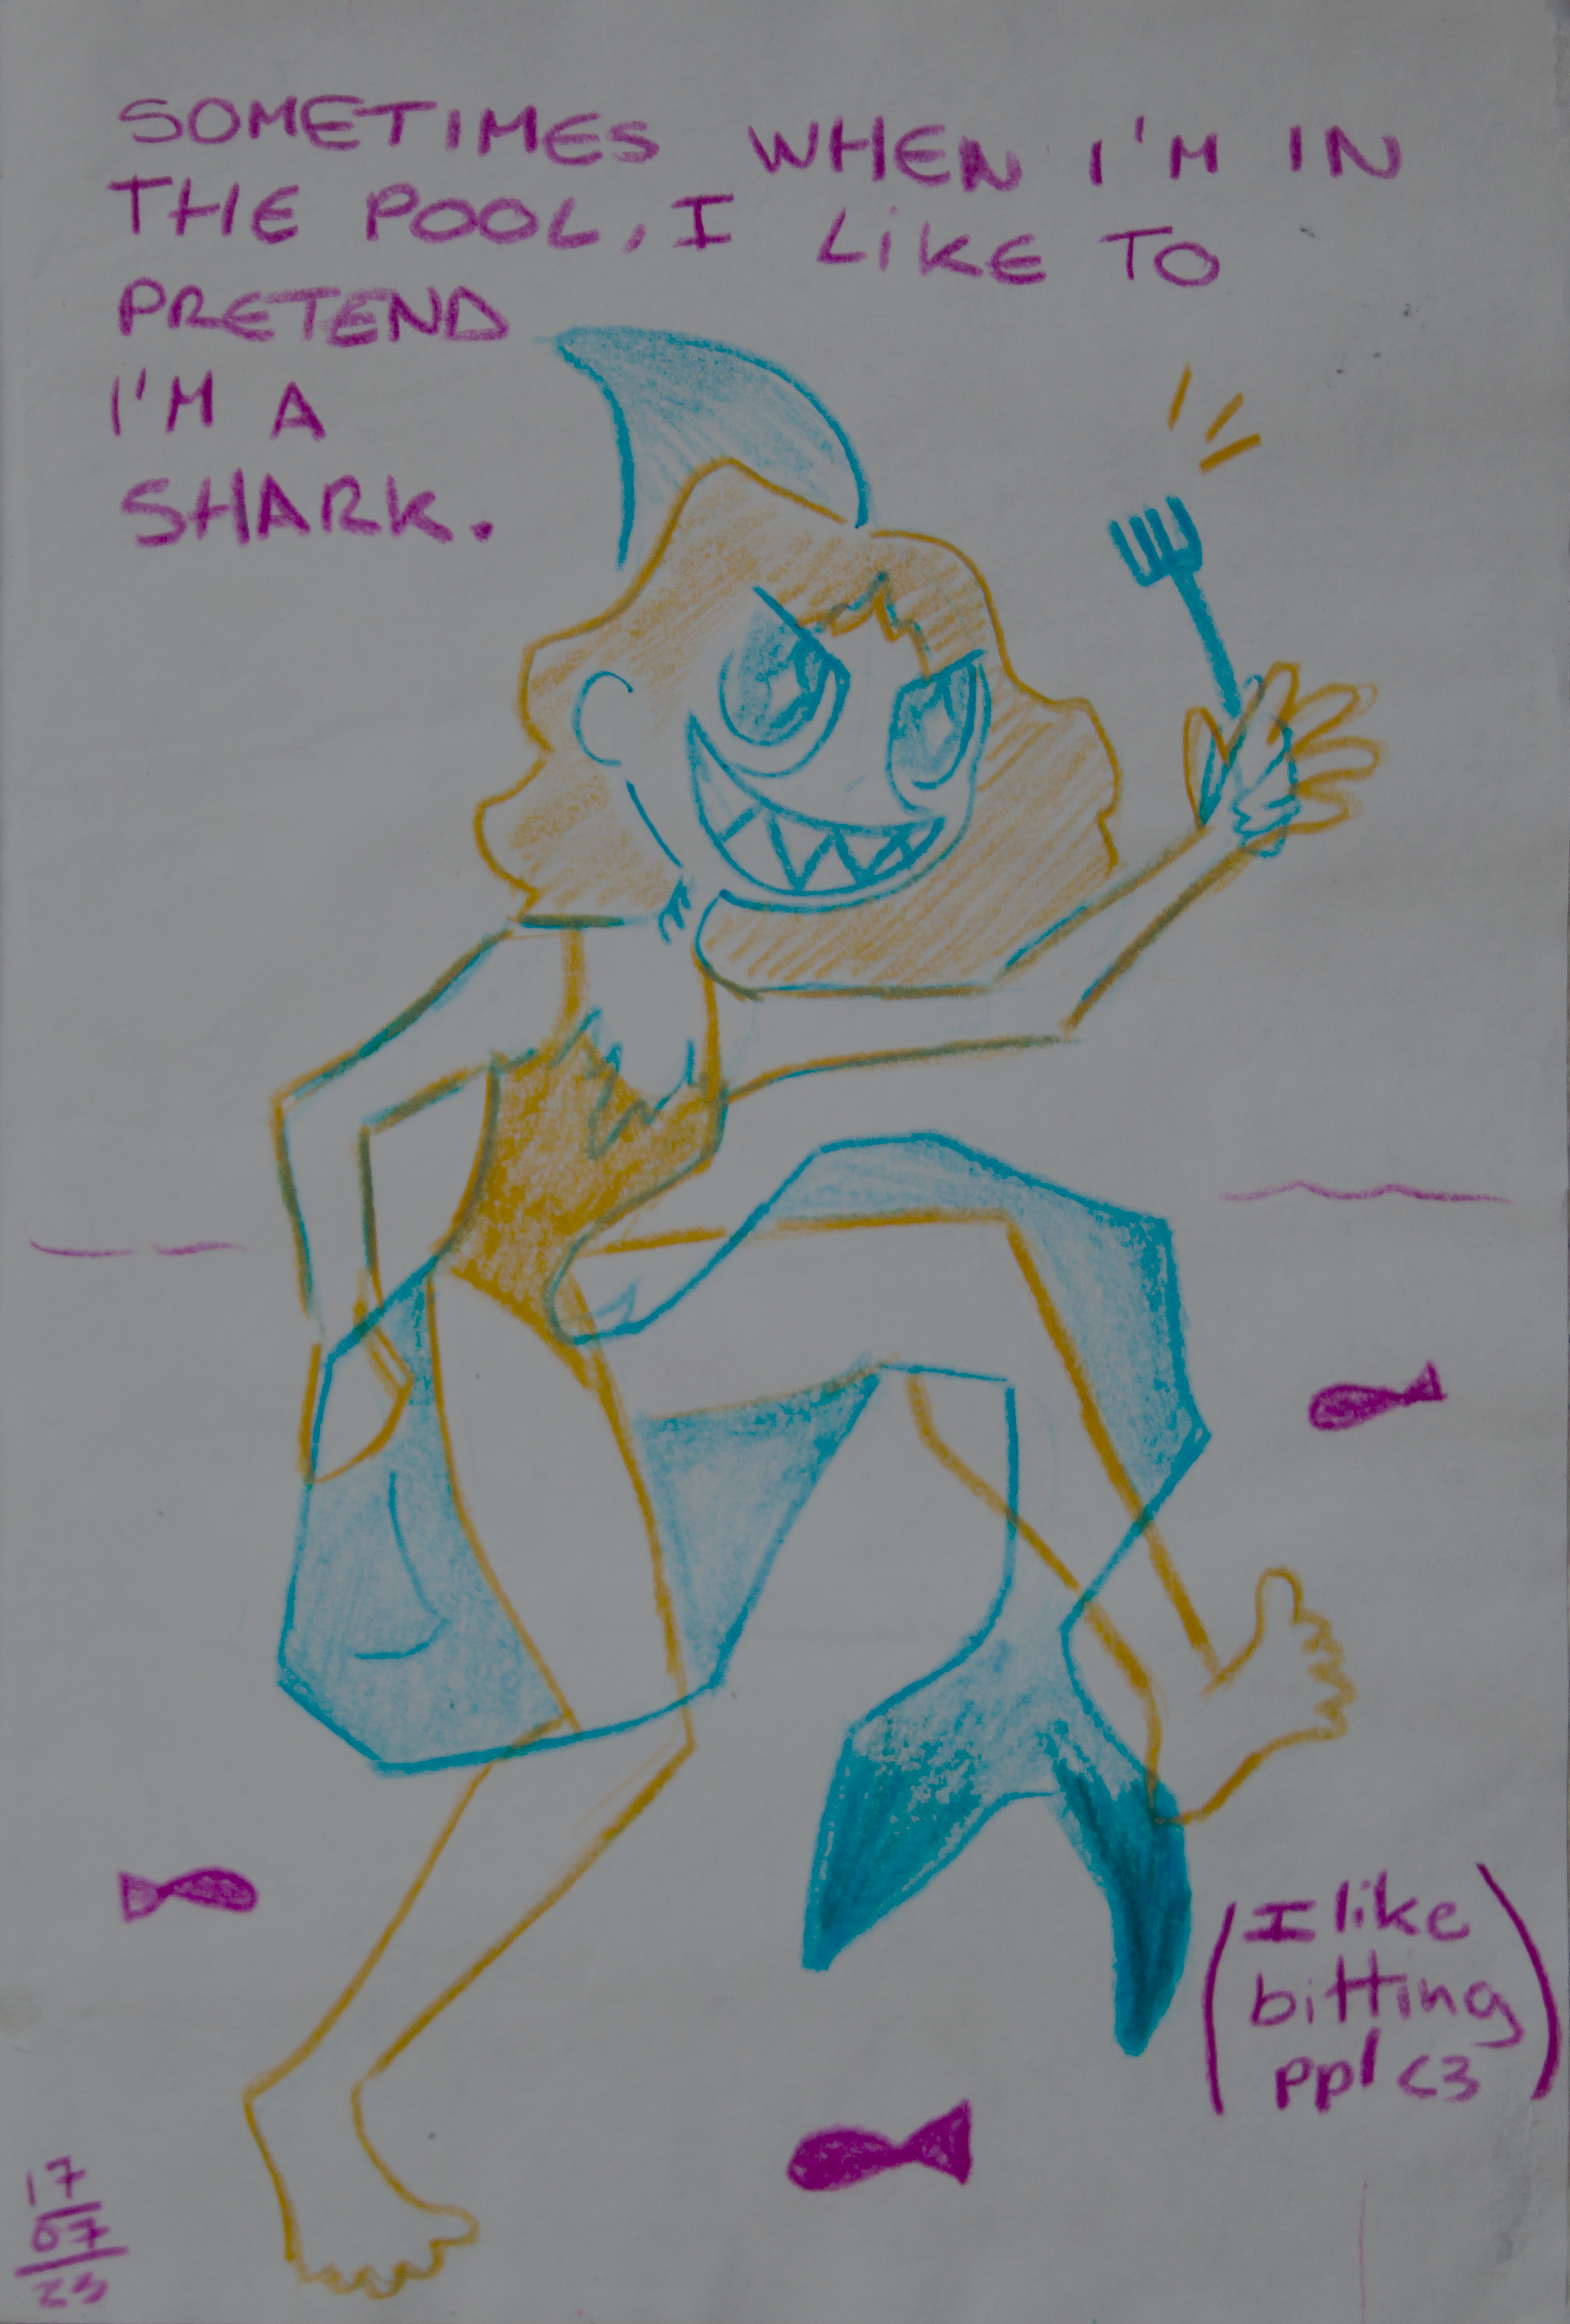 SOMETIMES WHEN I'M IN
THE POOL, I LiKE TO
PRETEND
I'M A
SHARK.
(I like
bitting
ppl <3)
17
07
23